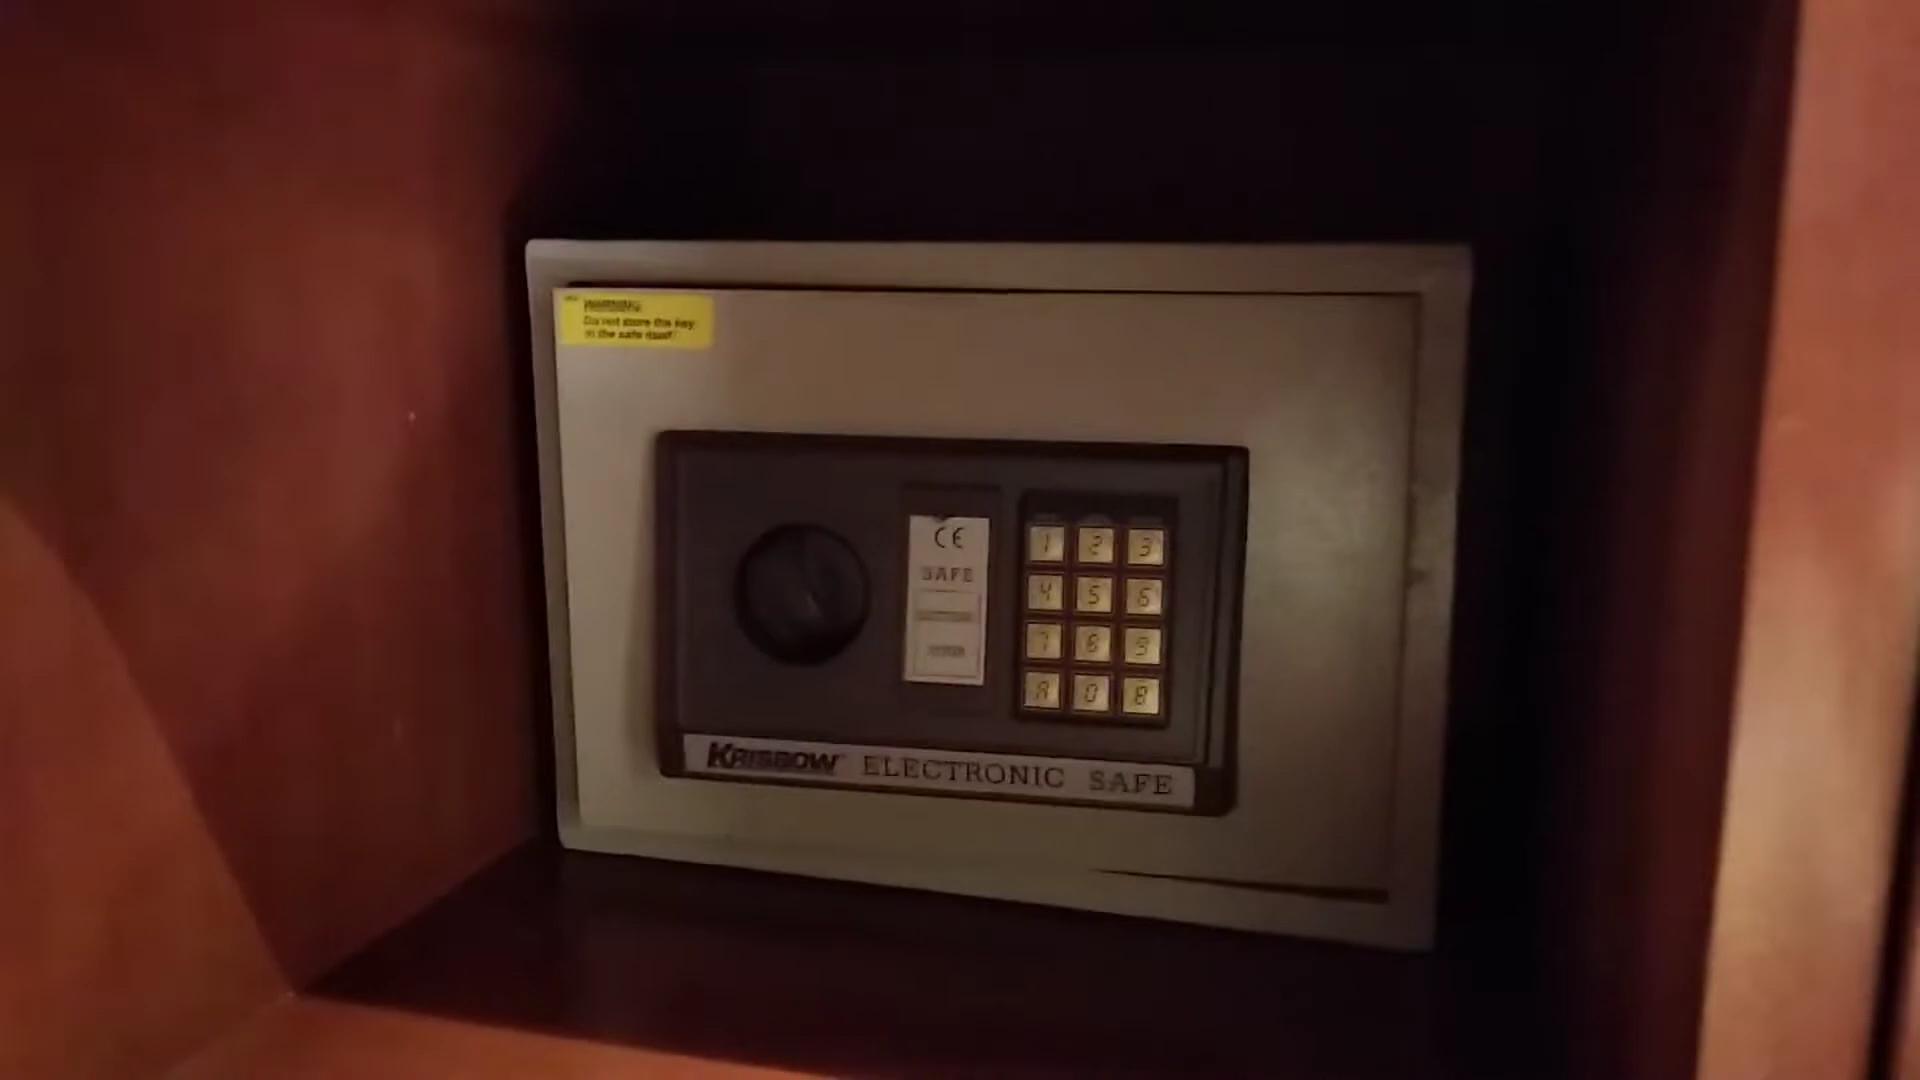 WARNING:
Do not store the key
in the safe itself!
CE
SAFE
1 2 3
4 5 6
7 8 9
A 0 B
KRISBOW ELECTRONIC SAFE